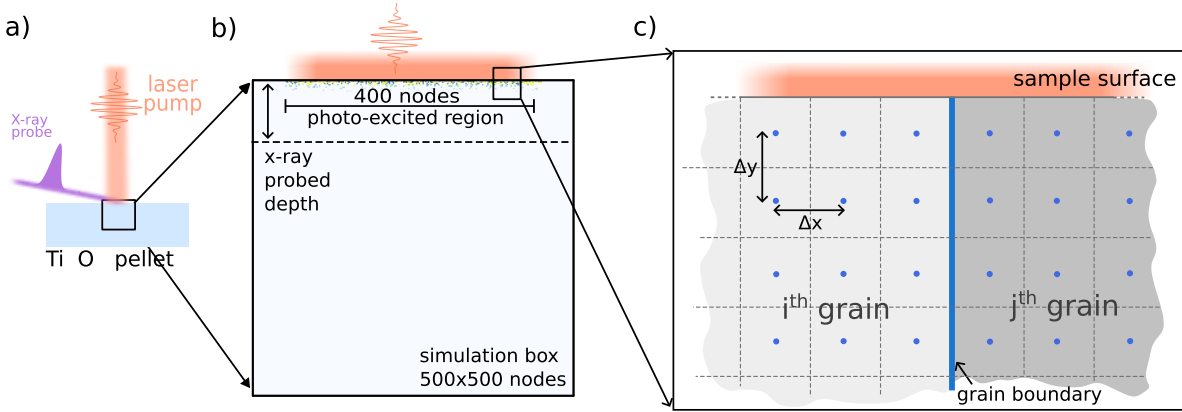 a)
laser
pump
X-ray
probe
Ti O pellet
b)
400 nodes
photo-excited region
x-ray
probed
depth
simulation box
500x500 nodes
c)
sample surface
Δy
Δx
iᵗʰ grain
jᵗʰ grain
grain boundary